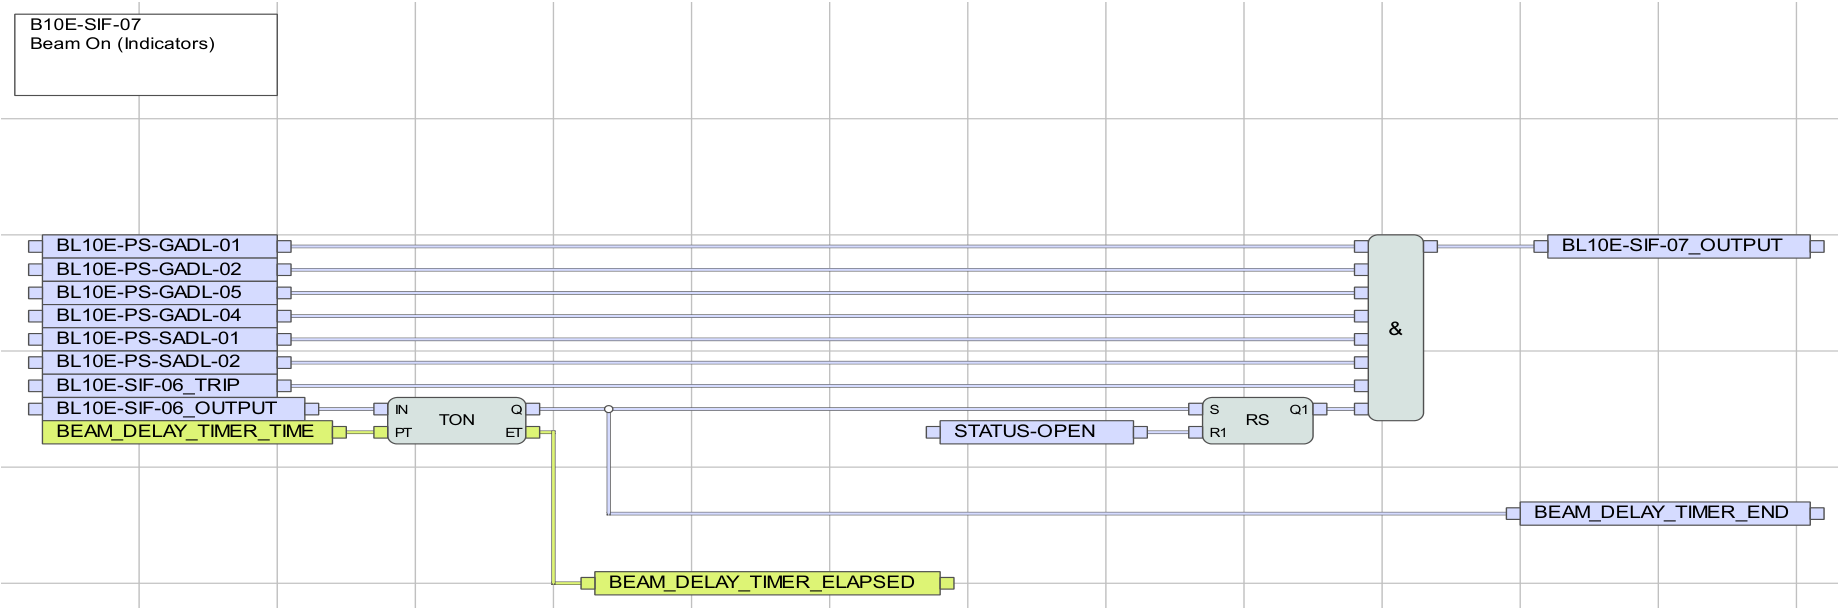 B10E-SIF-07
Beam On (Indicators)
BL10E-PS-GADL-01
BL10E-SIF-07_OUTPUT
BL10E-PS-GADL-02
BL10E-PS-GADL-05
BL10E-PS-GADL-04
&
BL10E-PS-SADL-01
BL10E-PS-SADL-02
BL10E-SIF-06_TRIP
BL10E-SIF-06_OUTPUT
IN
Q
TON
PT
ET
S
Q1
RS
R1
BEAM_DELAY_TIMER_TIME
STATUS-OPEN
BEAM_DELAY_TIMER_END
BEAM_DELAY_TIMER_ELAPSED